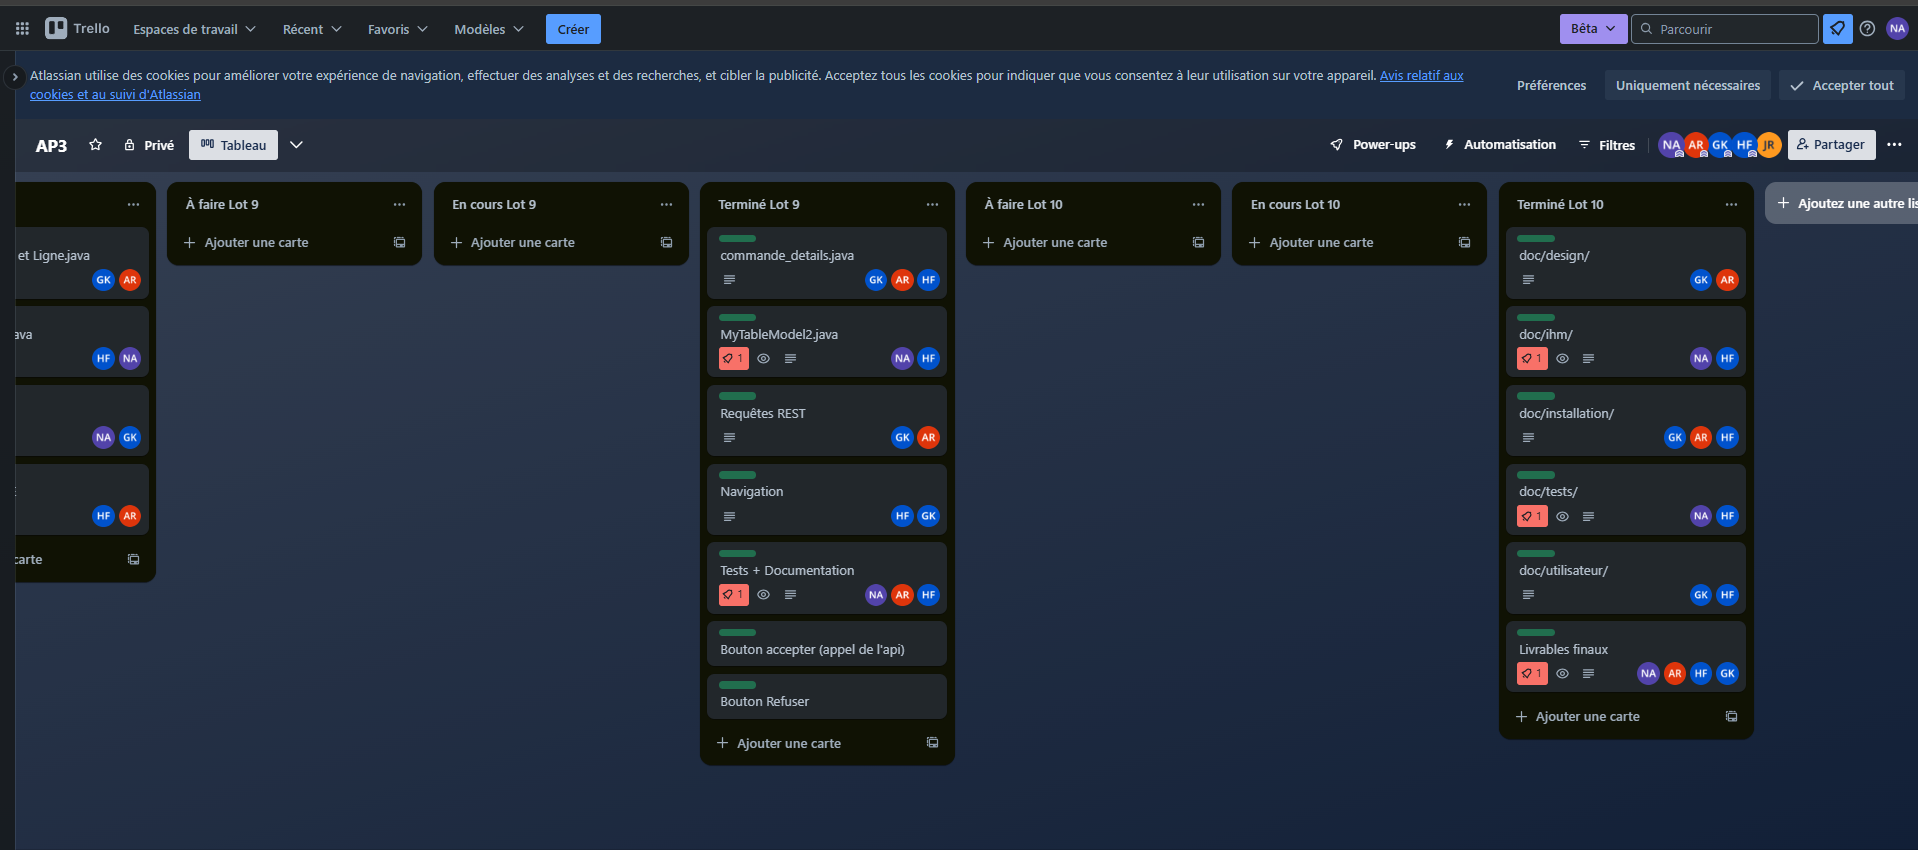 Trello
Espaces de travail
Récent
Favoris
Modèles
Créer
Bêta
Parcourir
NA
Atlassian utilise des cookies pour améliorer votre expérience de navigation, effectuer des analyses et des recherches, et cibler la publicité. Acceptez tous les cookies pour indiquer que vous consentez à leur utilisation sur votre appareil. Avis relatif aux
cookies et au suivi d'Atlassian
Préférences
Uniquement nécessaires
Accepter tout
AP3
Privé
Tableau
Power-ups
Automatisation
Filtres
NA AR GK HF JR
Partager
et Ligne.java
GK AR
ava
HF NA
NA GK
HF AR
carte
À faire Lot 9
Ajouter une carte
En cours Lot 9
Ajouter une carte
Terminé Lot 9
commande_details.java
GK AR HF
MyTableModel2.java
1
NA HF
Requêtes REST
GK AR
Navigation
HF GK
Tests + Documentation
1
NA AR HF
Bouton accepter (appel de l'api)
Bouton Refuser
Ajouter une carte
À faire Lot 10
Ajouter une carte
En cours Lot 10
Ajouter une carte
Terminé Lot 10
doc/design/
GK AR
doc/ihm/
1
NA HF
doc/installation/
GK AR HF
doc/tests/
1
NA HF
doc/utilisateur/
GK HF
Livrables finaux
1
NA AR HF GK
Ajouter une carte
Ajoutez une autre lis